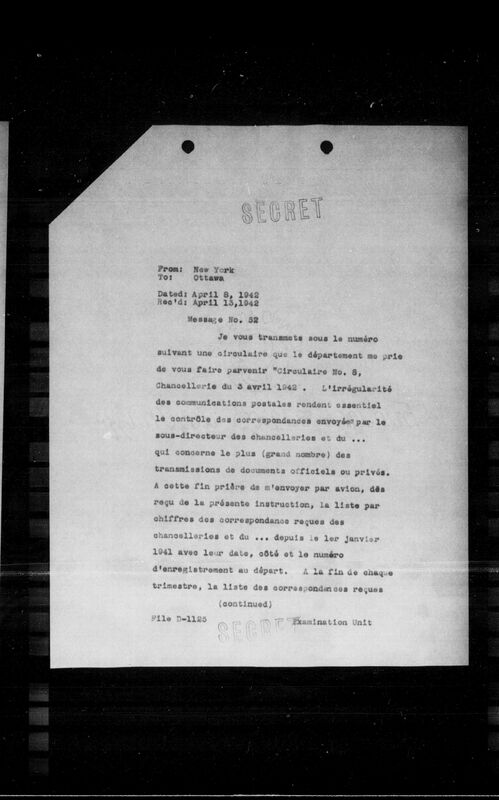 SECRET
From: New York
To: Ottawa
Dated: April 8, 1942
Rec'd: April 13,1942
Message No. 52
Je vous transmets sous le numéro
suivant une circulaire que le département me prie
de vous faire parvenir "Circulaire No. 8,
Chancellerie du 3 avril 1942 . L'irrégularité
des communications postales rendent essentiel
le contrôle des correspondances envoyées par le
sous-directeur des chancelleries et du ...
qui concerne le plus (grand nombre) des
transmissions de documents officiels ou privés.
A cette fin prière de m'envoyer par avion, dès
reçu de la présente instruction, la liste par
chiffres des correspondance reçues des
chancelleries et du ... depuis le 1er janvier
1941 avec leur date, côté et le numéro
d'enregistrement au départ. A la fin de chaque
trimestre, la liste des correspondances reçues
(continued)
File D-1125 Examination Unit
SECRET